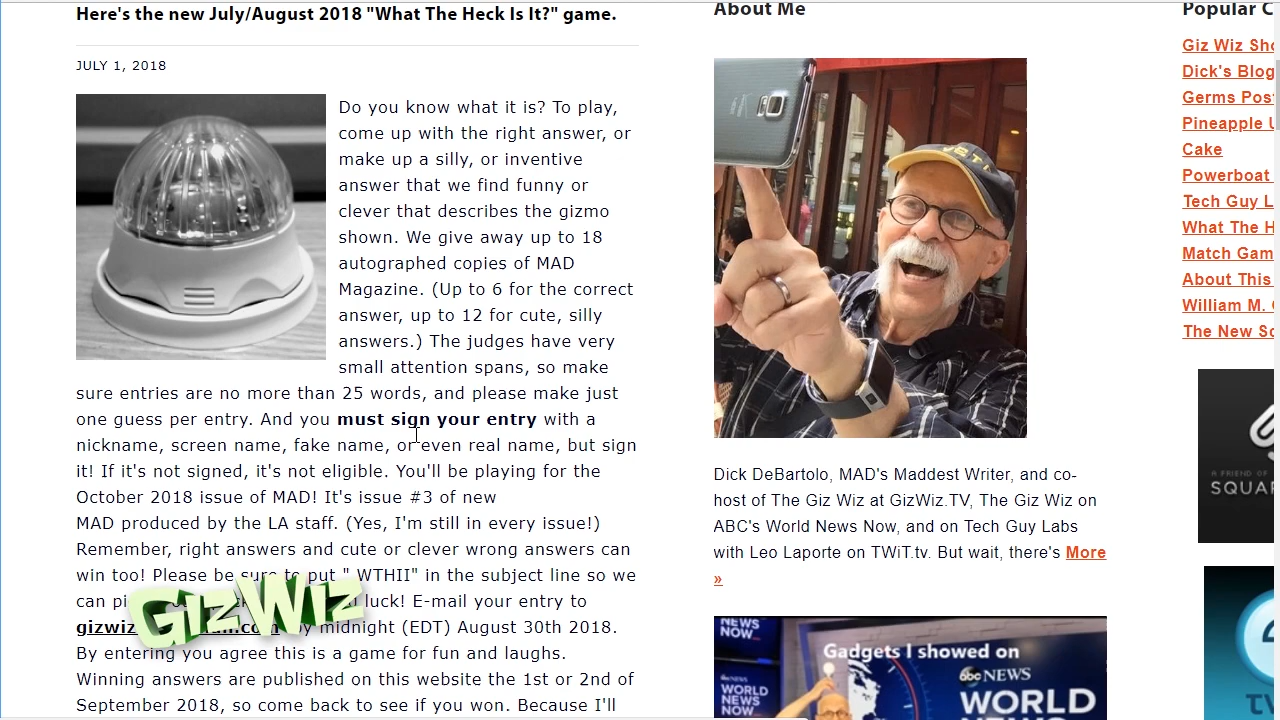 Here's the new July/August 2018 "What The Heck Is It?" game.
JULY 1, 2018
Do you know what it is? To play,
come up with the right answer, or
make up a silly, or inventive
answer that we find funny or
clever that describes the gizmo
shown. We give away up to 18
autographed copies of MAD
Magazine. (Up to 6 for the correct
answer, up to 12 for cute, silly
answers.) The judges have very
small attention spans, so make
sure entries are no more than 25 words, and please make just
one guess per entry. And you must sign your entry with a
nickname, screen name, fake name, or even real name, but sign
it! If it's not signed, it's not eligible. You'll be playing for the
October 2018 issue of MAD! It's issue #3 of new
MAD produced by the LA staff. (Yes, I'm still in every issue!)
Remember, right answers and cute or clever wrong answers can
win too! Please be sure to put " WTHII" in the subject line so we
can luck! E-mail your entry to
gizwiz midnight (EDT) August 30th 2018.
By entering you agree this is a game for fun and laughs.
Winning answers are published on this website the 1st or 2nd of
September 2018, so come back to see if you won. Because I'll
GizWiz
About Me
Dick DeBartolo, MAD's Maddest Writer, and co-
host of The Giz Wiz at GizWiz.TV, The Giz Wiz on
ABC's World News Now, and on Tech Guy Labs
with Leo Laporte on TWiT.tv. But wait, there's More
»
NEWS
NOW
WORLD
NEWS
NOW
Gadgets I showed on
abc NEWS
WORLD
Popular C
Giz Wiz Sho
Dick's Blog
Germs Post
Pineapple U
Cake
Powerboat
Tech Guy L
What The H
Match Gam
About This
William M.
The New Sc
A FRIEND OF
SQUAR